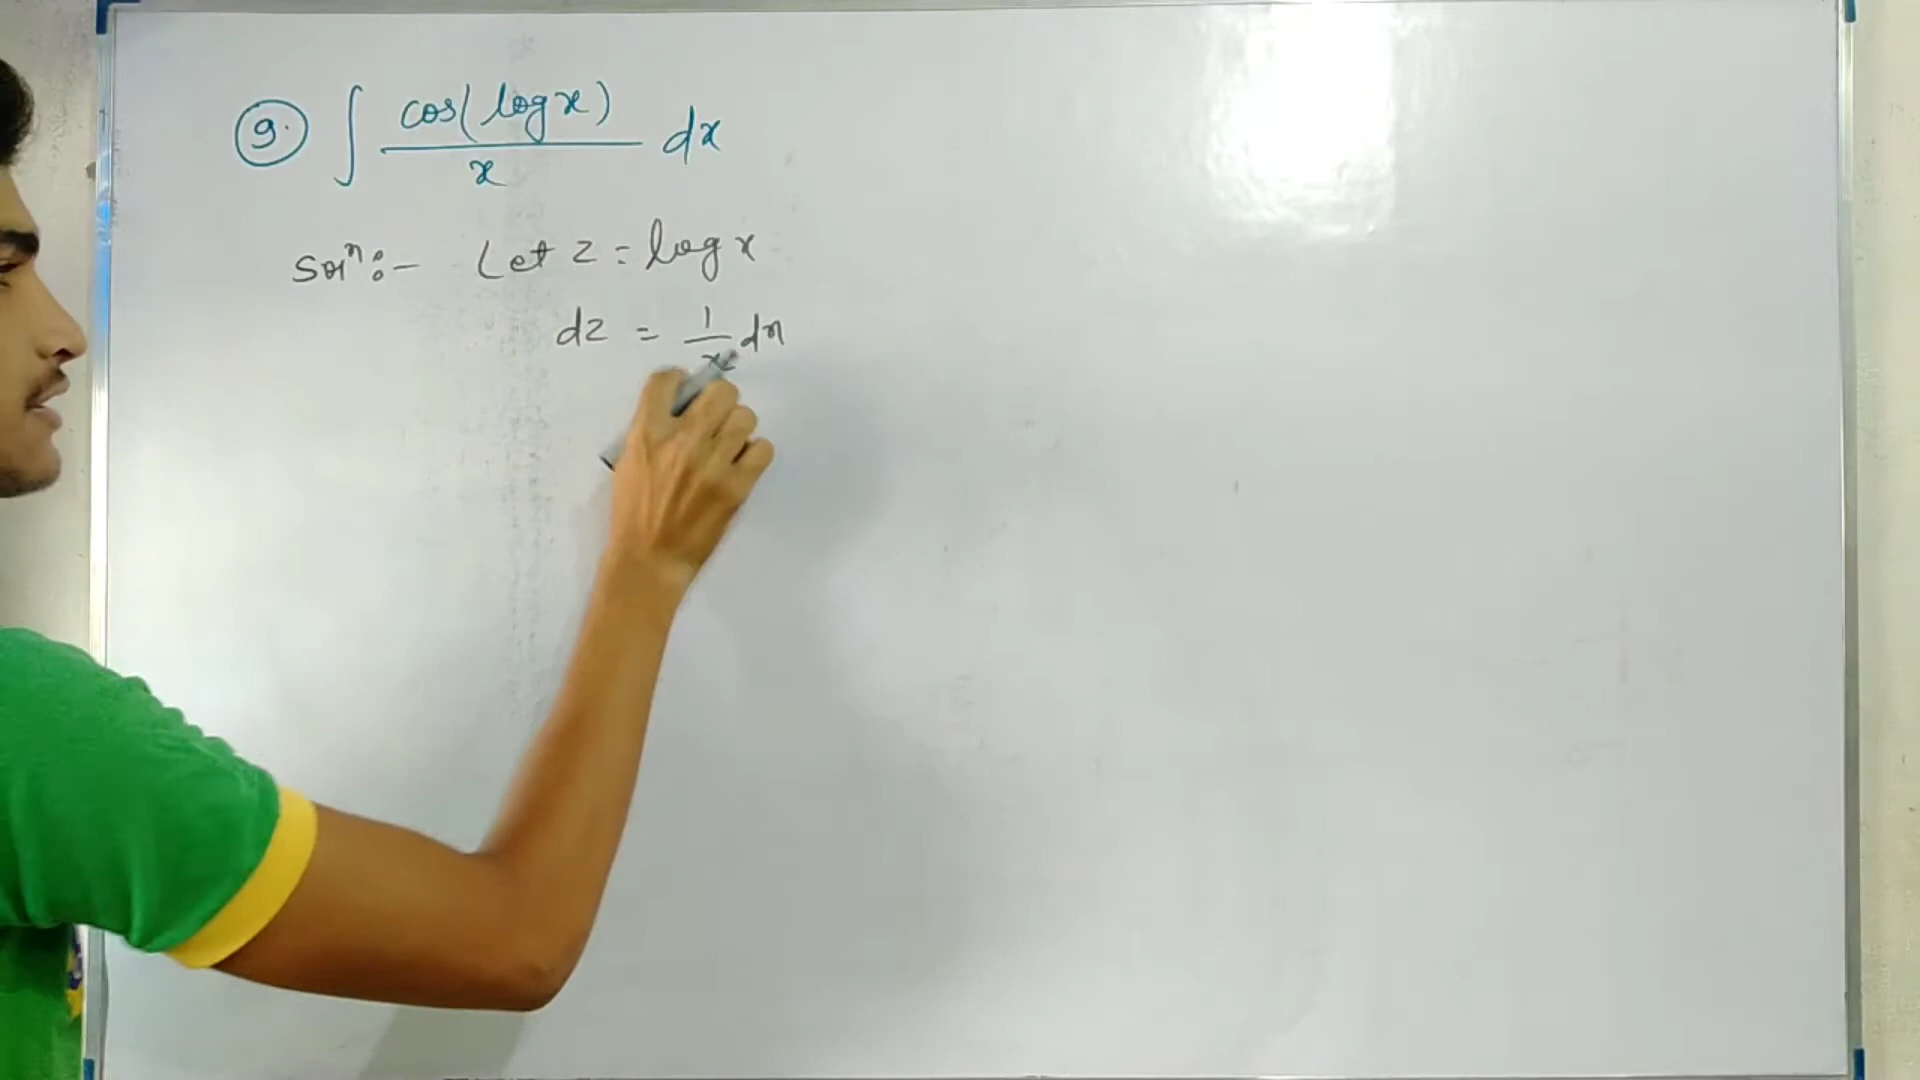 9. ∫ cos(log x) / x dx
Solⁿ:- Let z = log x
dz = 1/x dx